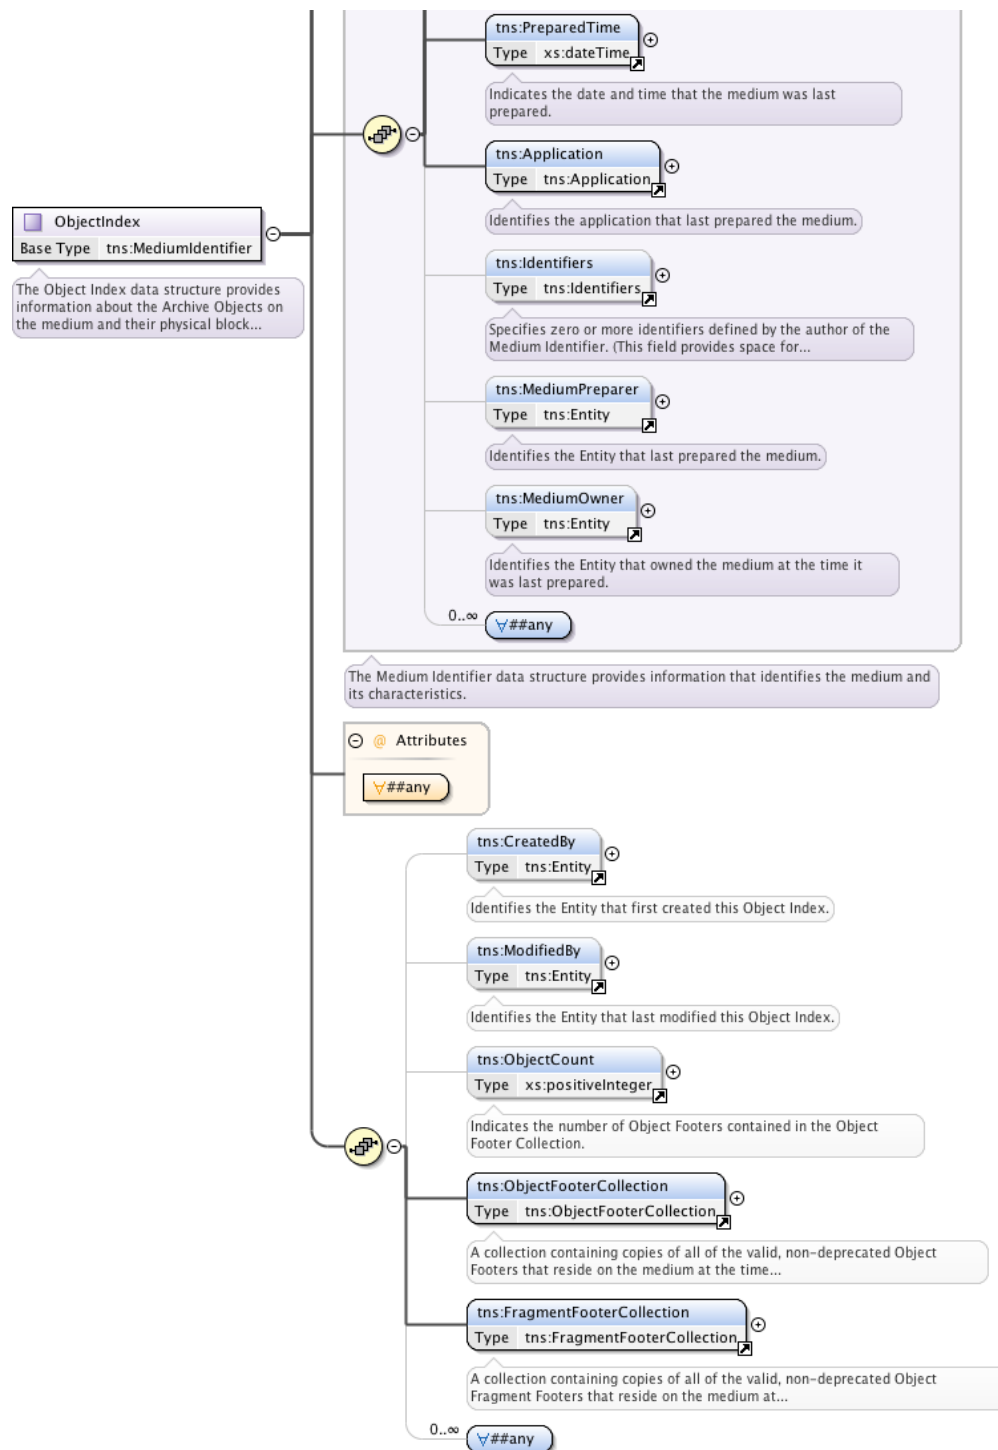 tns:PreparedTime
Type xs:dateTime
Indicates the date and time that the medium was last
prepared.
tns:Application
Type tns:Application
Identifies the application that last prepared the medium.
ObjectIndex
Base Type tns:MediumIdentifier
The Object Index data structure provides
information about the Archive Objects on
the medium and their physical block...
tns:Identifiers
Type tns:Identifiers
Specifies zero or more identifiers defined by the author of the
Medium Identifier. (This field provides space for...
tns:MediumPreparer
Type tns:Entity
Identifies the Entity that last prepared the medium.
tns:MediumOwner
Type tns:Entity
Identifies the Entity that owned the medium at the time it
was last prepared.
0..∞
∀##any
The Medium Identifier data structure provides information that identifies the medium and
its characteristics.
@ Attributes
∀##any
tns:CreatedBy
Type tns:Entity
Identifies the Entity that first created this Object Index.
tns:ModifiedBy
Type tns:Entity
Identifies the Entity that last modified this Object Index.
tns:ObjectCount
Type xs:positiveInteger
Indicates the number of Object Footers contained in the Object
Footer Collection.
tns:ObjectFooterCollection
Type tns:ObjectFooterCollection
A collection containing copies of all of the valid, non-deprecated Object
Footers that reside on the medium at the time...
tns:FragmentFooterCollection
Type tns:FragmentFooterCollection
A collection containing copies of all of the valid, non-deprecated Object
Fragment Footers that reside on the medium at...
0..∞
∀##any